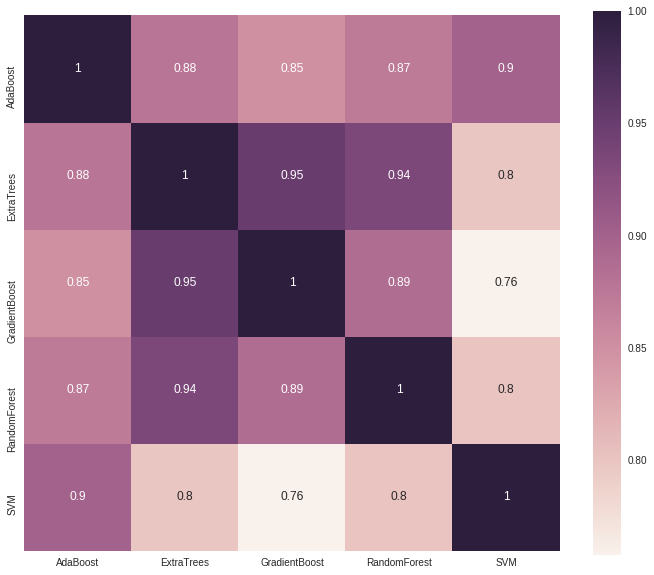 AdaBoost 1 0.88 0.85 0.87 0.9
ExtraTrees 0.88 1 0.95 0.94 0.8
GradientBoost 0.85 0.95 1 0.89 0.76
RandomForest 0.87 0.94 0.89 1 0.8
SVM 0.9 0.8 0.76 0.8 1
AdaBoost ExtraTrees GradientBoost RandomForest SVM
1.00
0.95
0.90
0.85
0.80